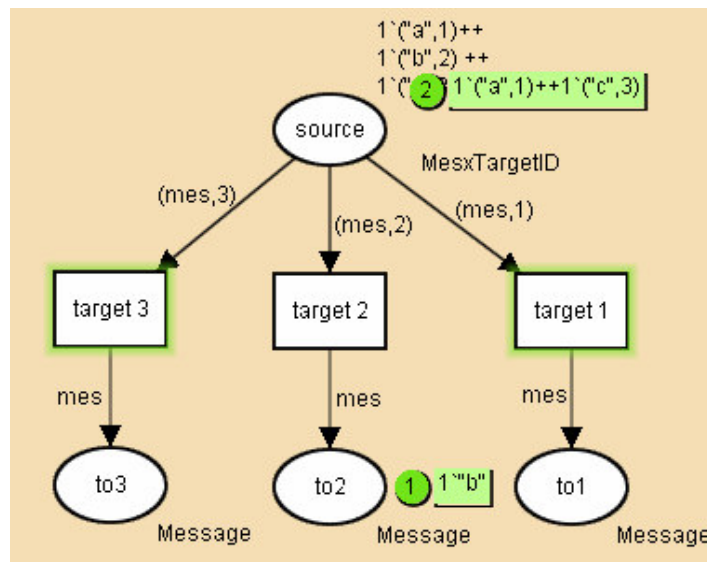 1`("a",1)++
1`("b",2) ++
1`(" 2 1`("a",1)++1`("c",3)
source
MesxTargetID
(mes,3)
(mes,2)
(mes,1)
target 3
target 2
target 1
mes
mes
mes
to3
to2
1
1`"b"
to1
Message
Message
Message